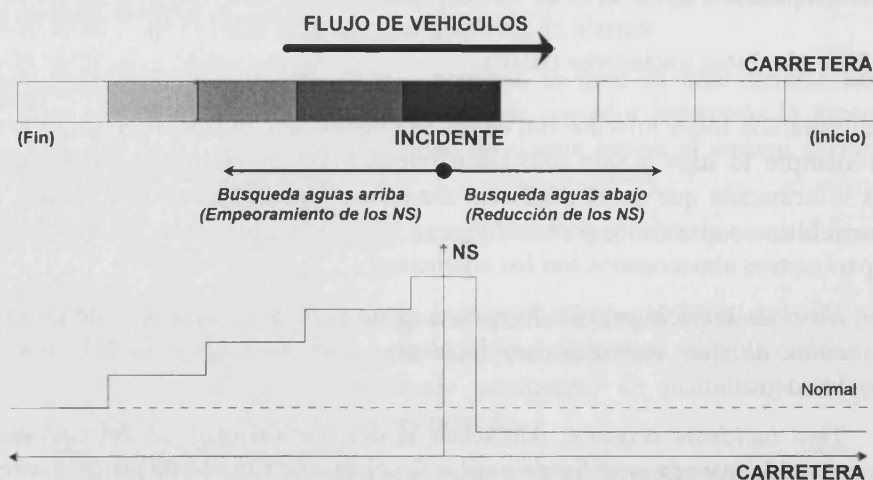 FLUJO DE VEHICULOS
CARRETERA
(Fin)
INCIDENTE
(Inicio)
Busqueda aguas arriba
(Empeoramiento de los NS)
Busqueda aguas abajo
(Reducción de los NS)
NS
Normal
CARRETERA